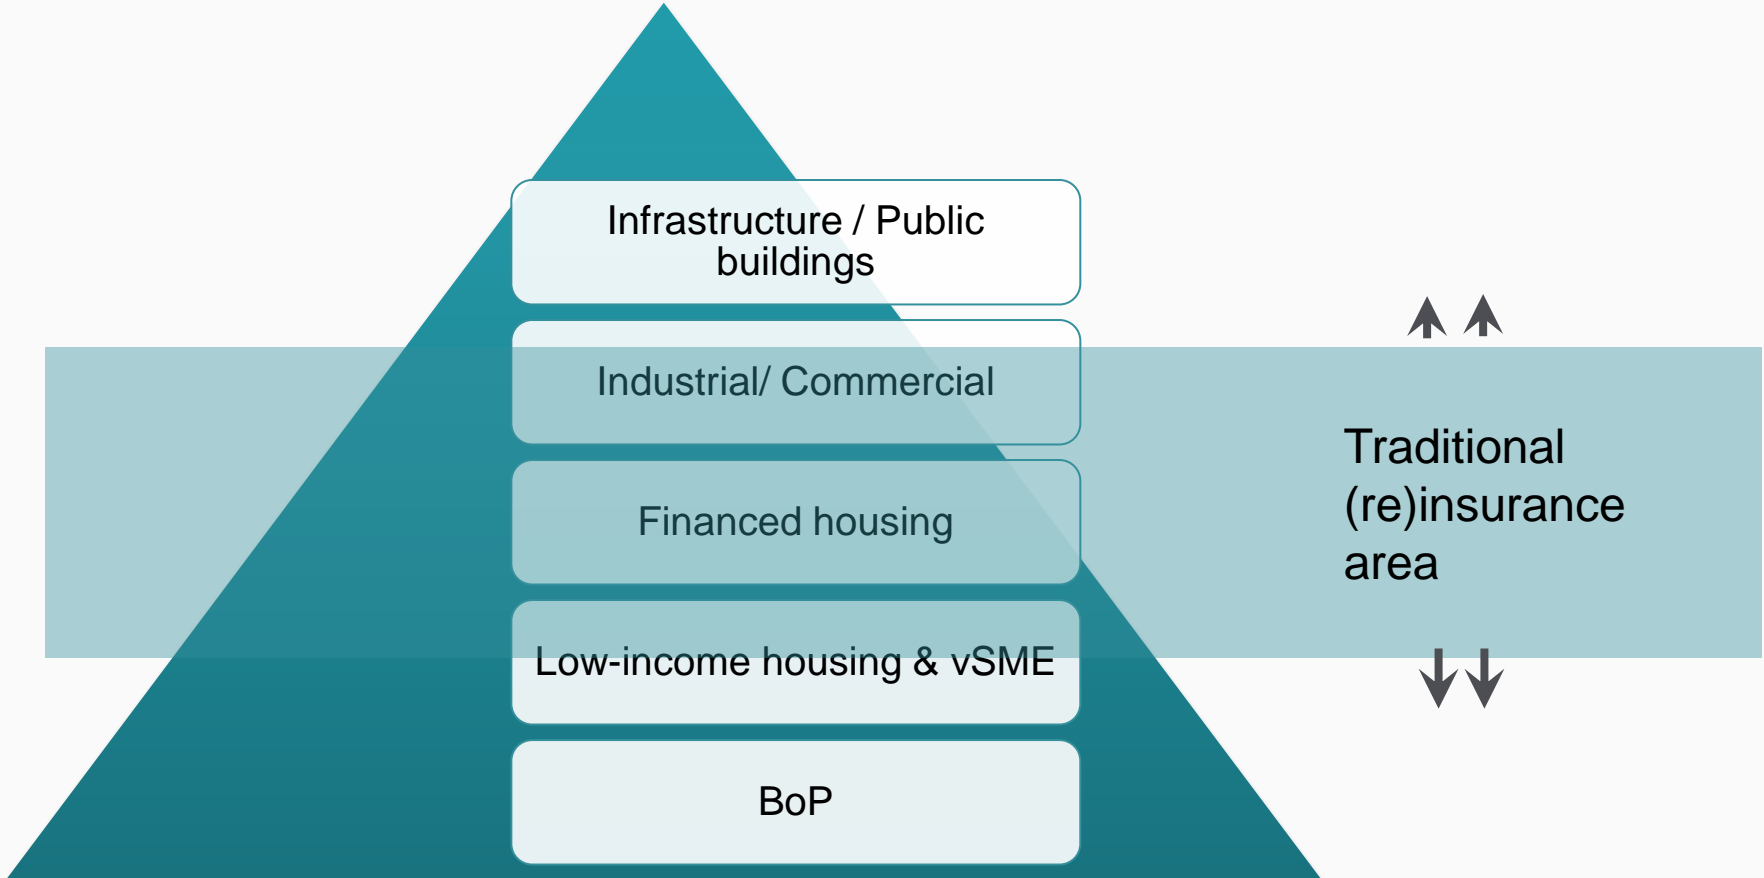 Infrastructure / Public
buildings
Industrial/ Commercial
Financed housing
Low-income housing & vSME
BoP
Traditional
(re)insurance
area